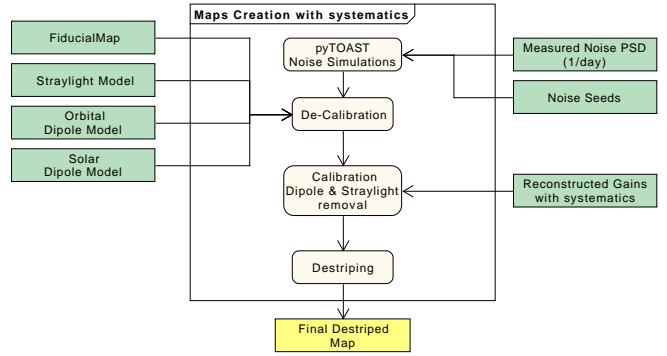 Maps Creation with systematics
FiducialMap
Straylight Model
Orbital
Dipole Model
Solar
Dipole Model
pyTOAST
Noise Simulations
De-Calibration
Calibration
Dipole & Straylight
removal
Destriping
Measured Noise PSD
(1/day)
Noise Seeds
Reconstructed Gains
with systematics
Final Destriped
Map